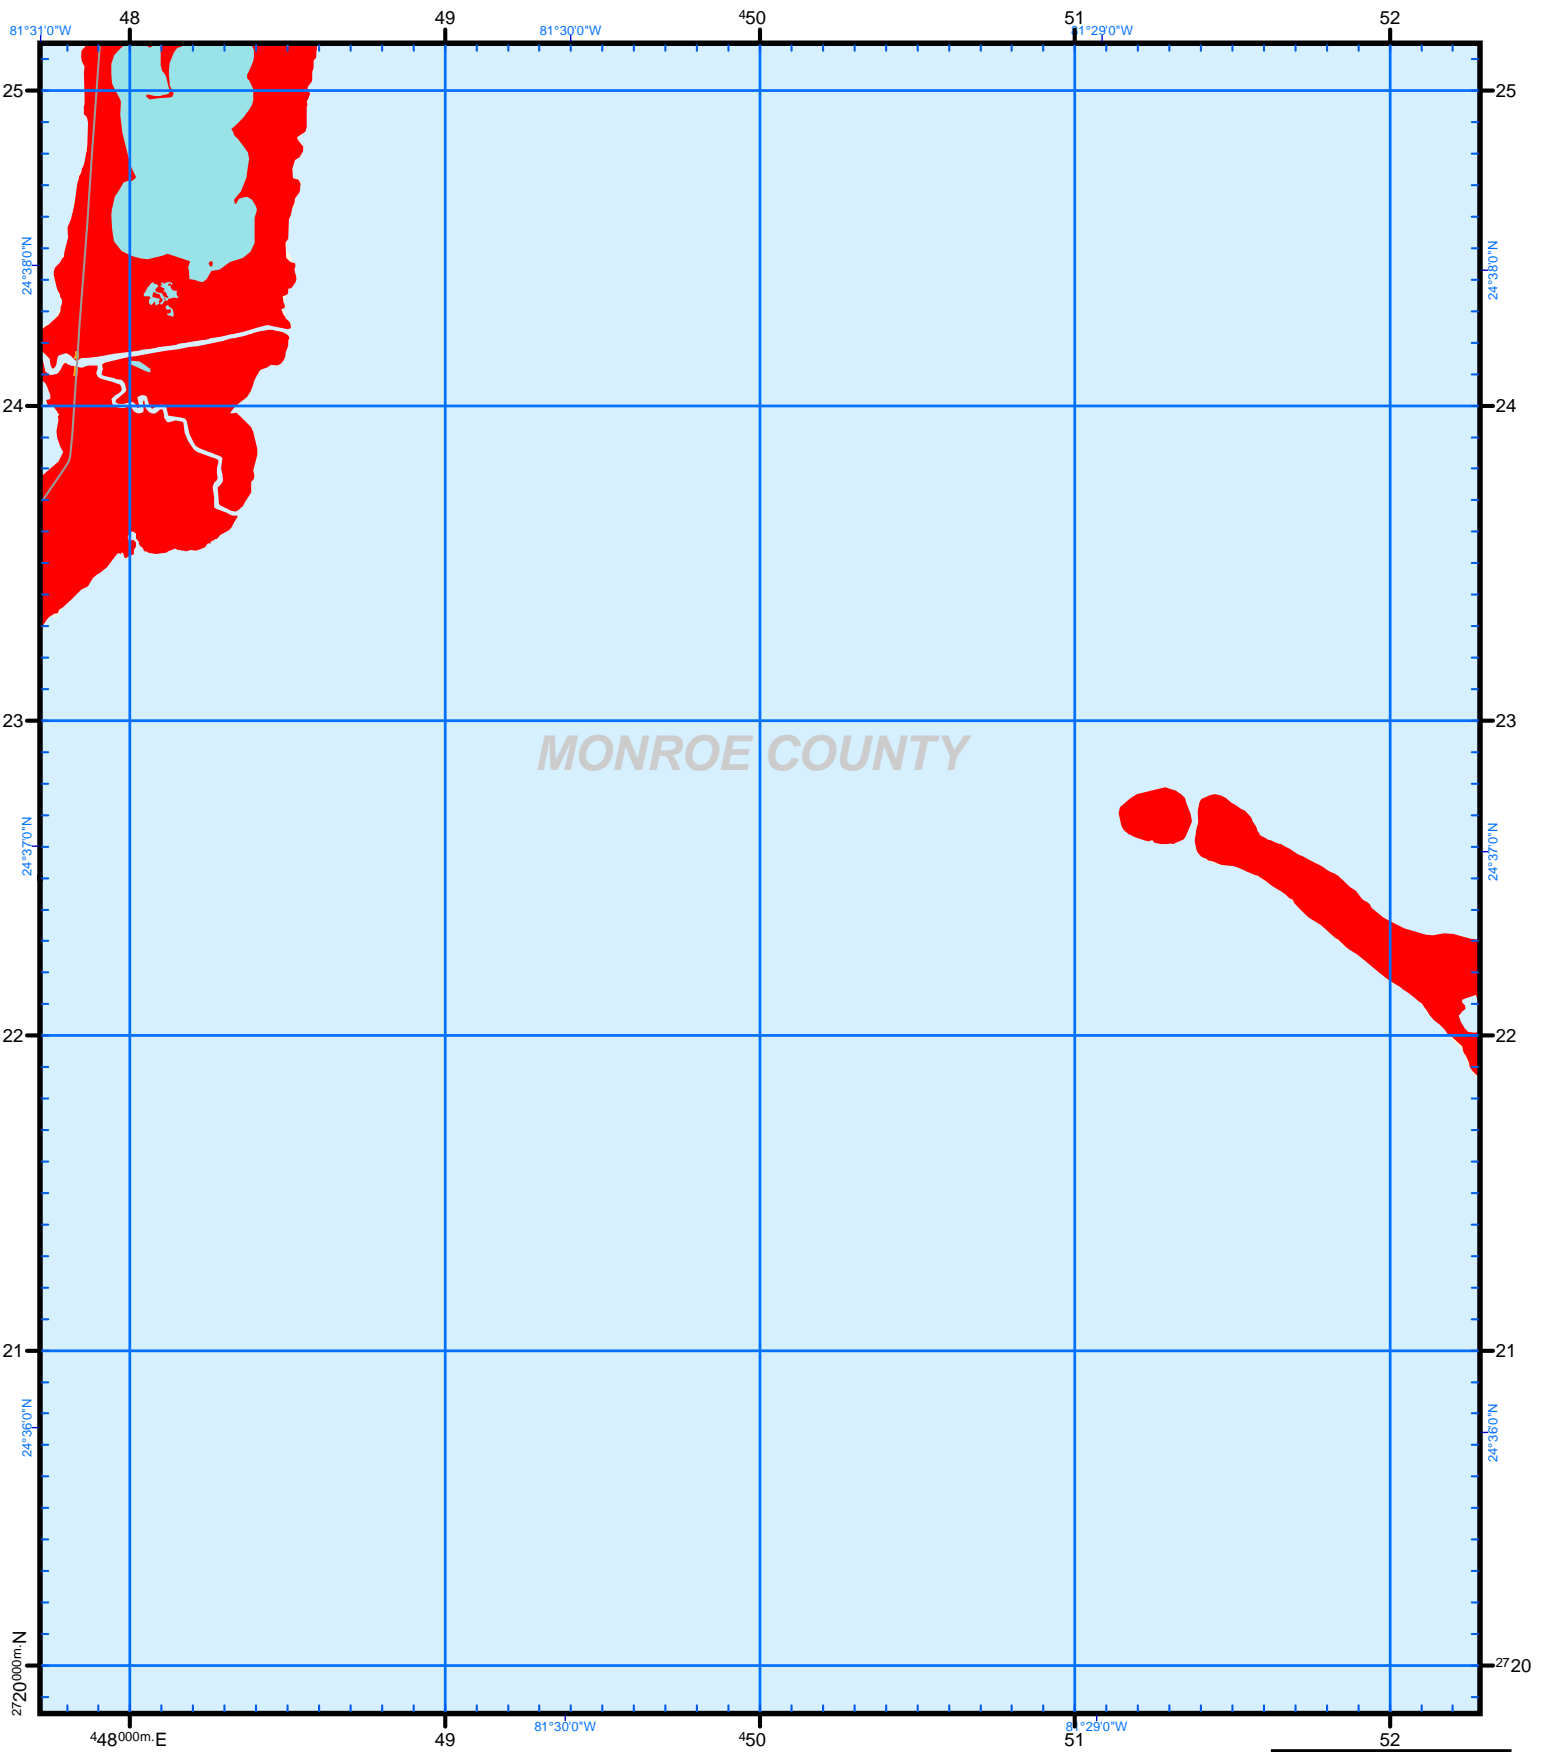 48 49 450 51 52
81°31'0"W 81°30'0"W 81°29'0"W
25 25
24°38'0"N 24°38'0"N
24 24
23 23
MONROE COUNTY
24°37'0"N 24°37'0"N
22 22
21 21
24°36'0"N 24°36'0"N
2720000m.N 2720
81°30'0"W 81°29'0"W
448000m.E 49 450 51 52